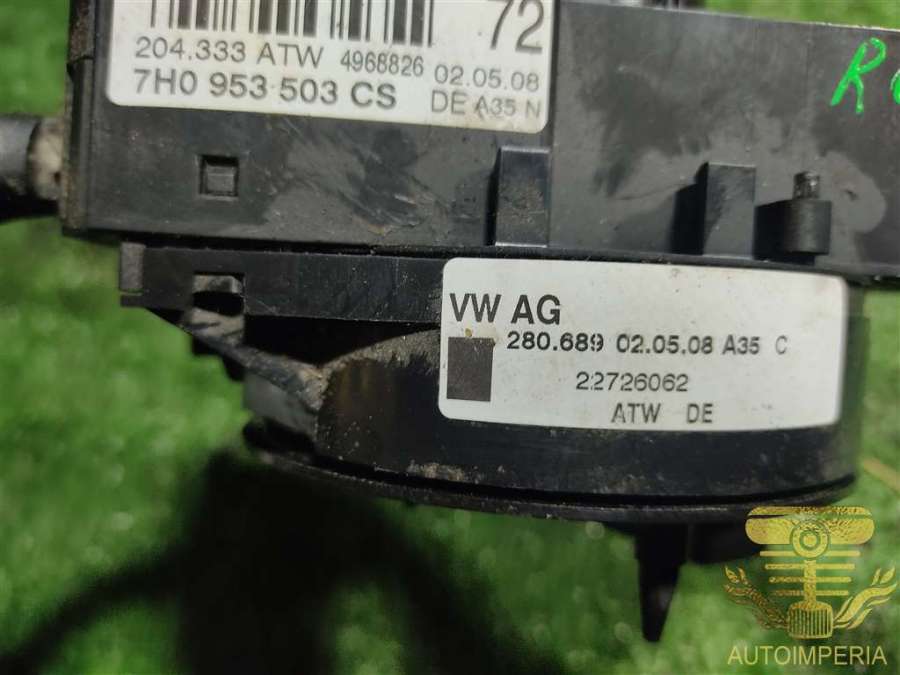 72
204.333 ATW 4968826 02.05.08
7H0 953 503 CS DE A35 N
VW AG
280.689 02.05.08 A35 C
22726062
ATW DE
AUTOIMPERIA